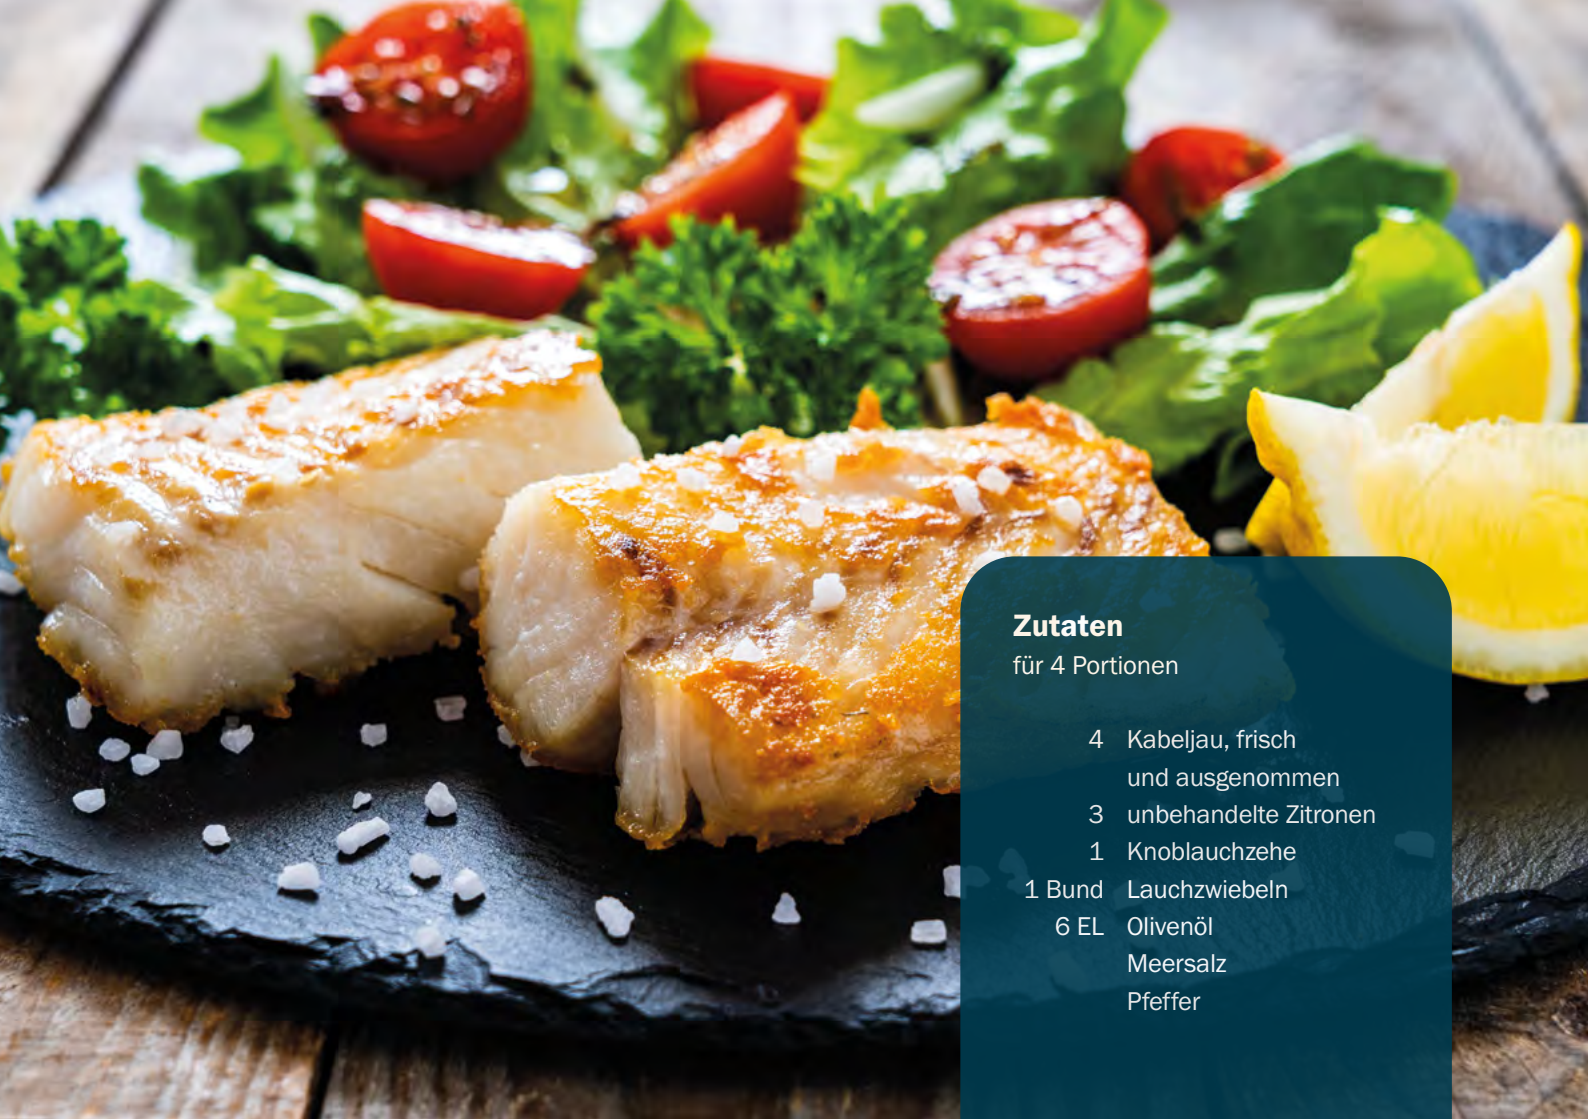 Zutaten
für 4 Portionen
4 Kabeljau, frisch
und ausgenommen
3 unbehandelte Zitronen
1 Knoblauchzehe
1 Bund Lauchzwiebeln
6 EL Olivenöl
Meersalz
Pfeffer